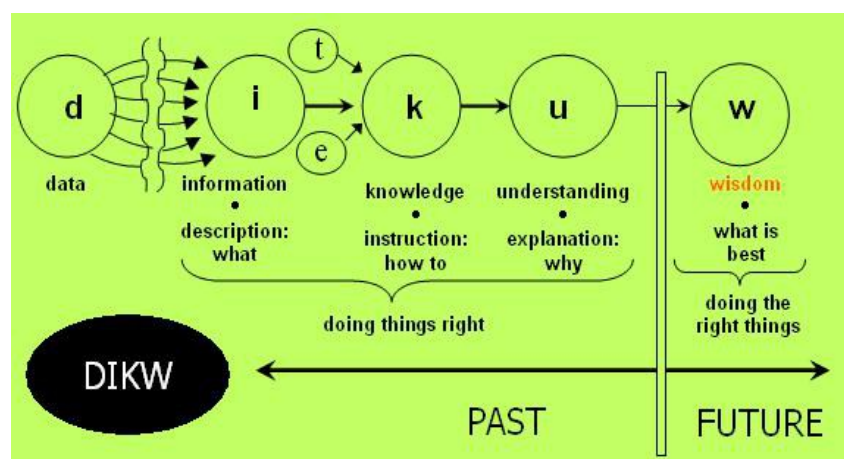 t
d
i
k
u
w
e
data
information
knowledge
understanding
wisdom
description:
what
instruction:
how to
explanation:
why
what is
best
doing things right
doing the
right things
DIKW
PAST
FUTURE